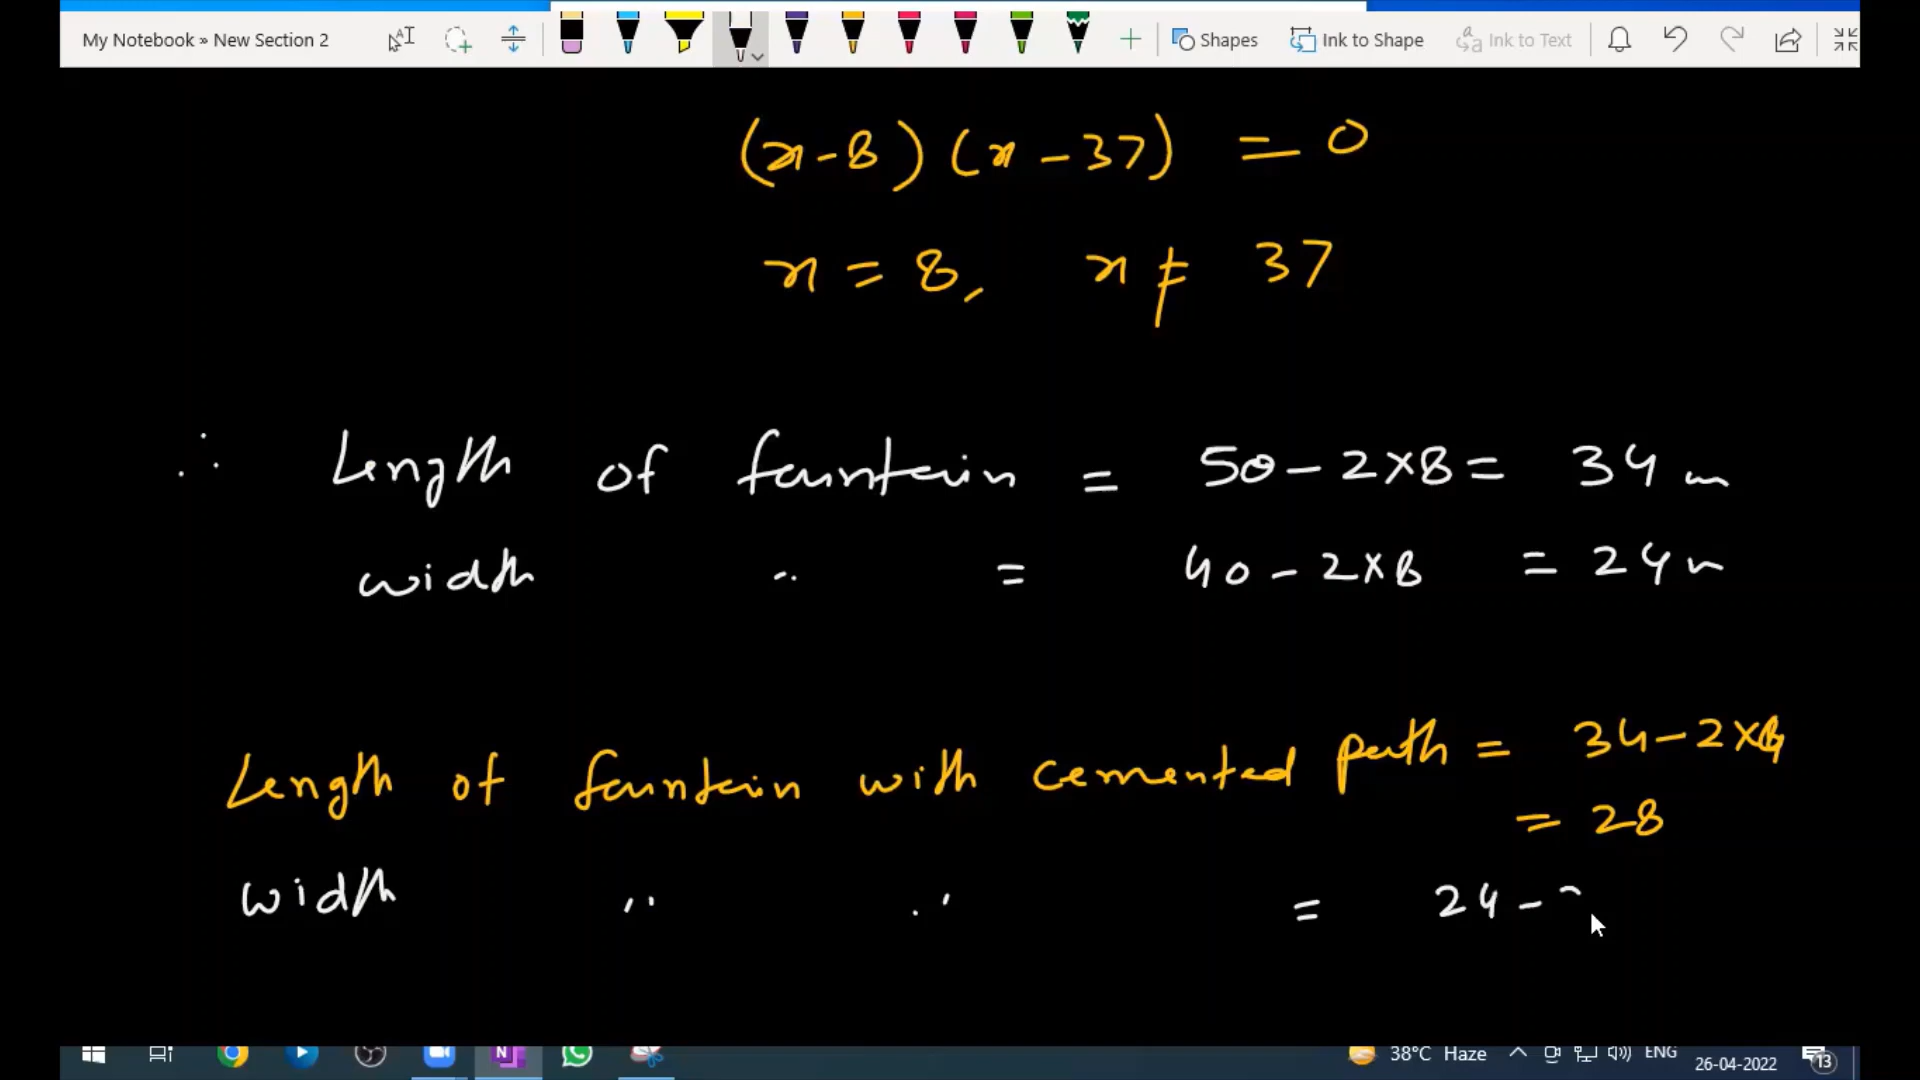 My Notebook » New Section 2
Shapes
Ink to Shape
Ink to Text
(x-8) (x-37) = 0
x = 8, x ≠ 37
∴ Length of fountain = 50-2×8 = 34 m
width " = 40-2×8 = 24 m
Length of fountain with cemented path = 34-2×
= 28
width " " = 24 -
38°C Haze
ENG
26-04-2022
13